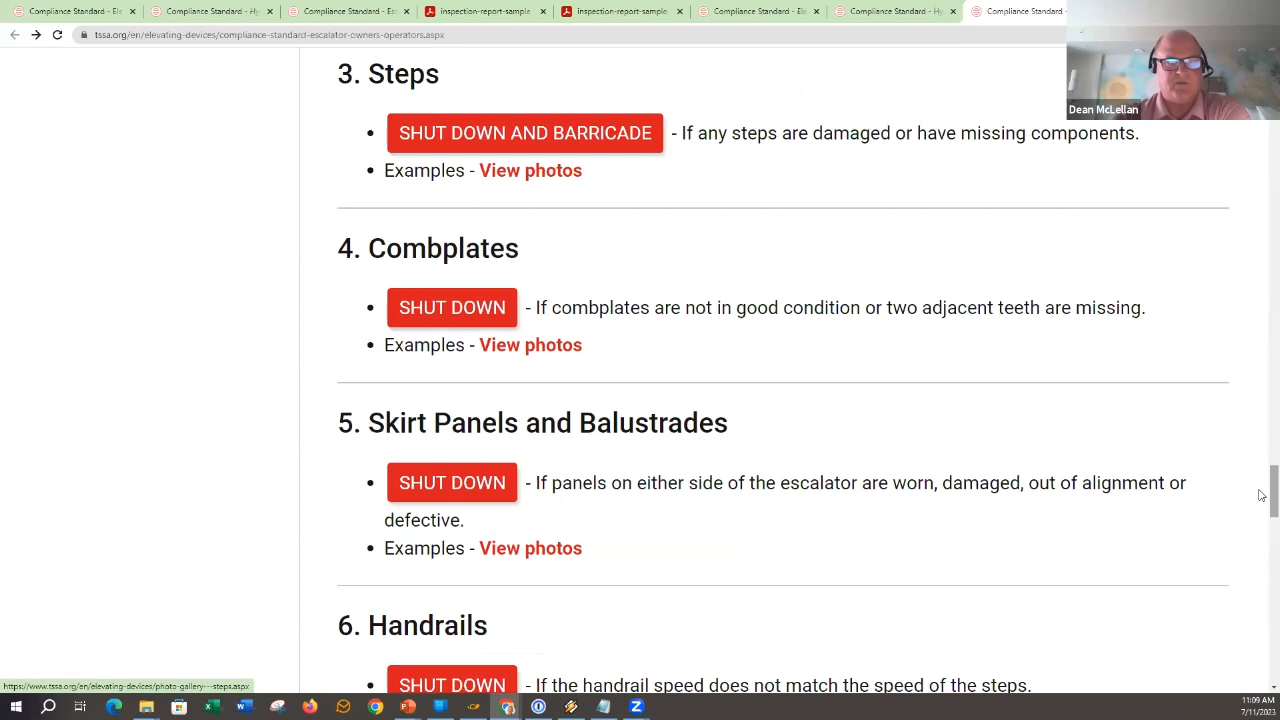 Compliance Standard - Ele
Compliance Standard - Hy
Compliance Standard - Esc
inspection-report-sample
inspection-report-sample
Compliance Standard - Ele
Compliance Standard - Hy
Compliance Standard
tssa.org/en/elevating-devices/compliance-standard-escalator-owners-operators.aspx
Dean McLellan
3. Steps
• SHUT DOWN AND BARRICADE - If any steps are damaged or have missing components.
• Examples - View photos
4. Combplates
• SHUT DOWN - If combplates are not in good condition or two adjacent teeth are missing.
• Examples - View photos
5. Skirt Panels and Balustrades
• SHUT DOWN - If panels on either side of the escalator are worn, damaged, out of alignment or
defective.
• Examples - View photos
6. Handrails
SHUT DOWN - If the handrail speed does not match the speed of the steps.
https://www.tssa.org/en/elevating-devices/photo-gallery---steps.aspx
11:09 AM
7/11/2023